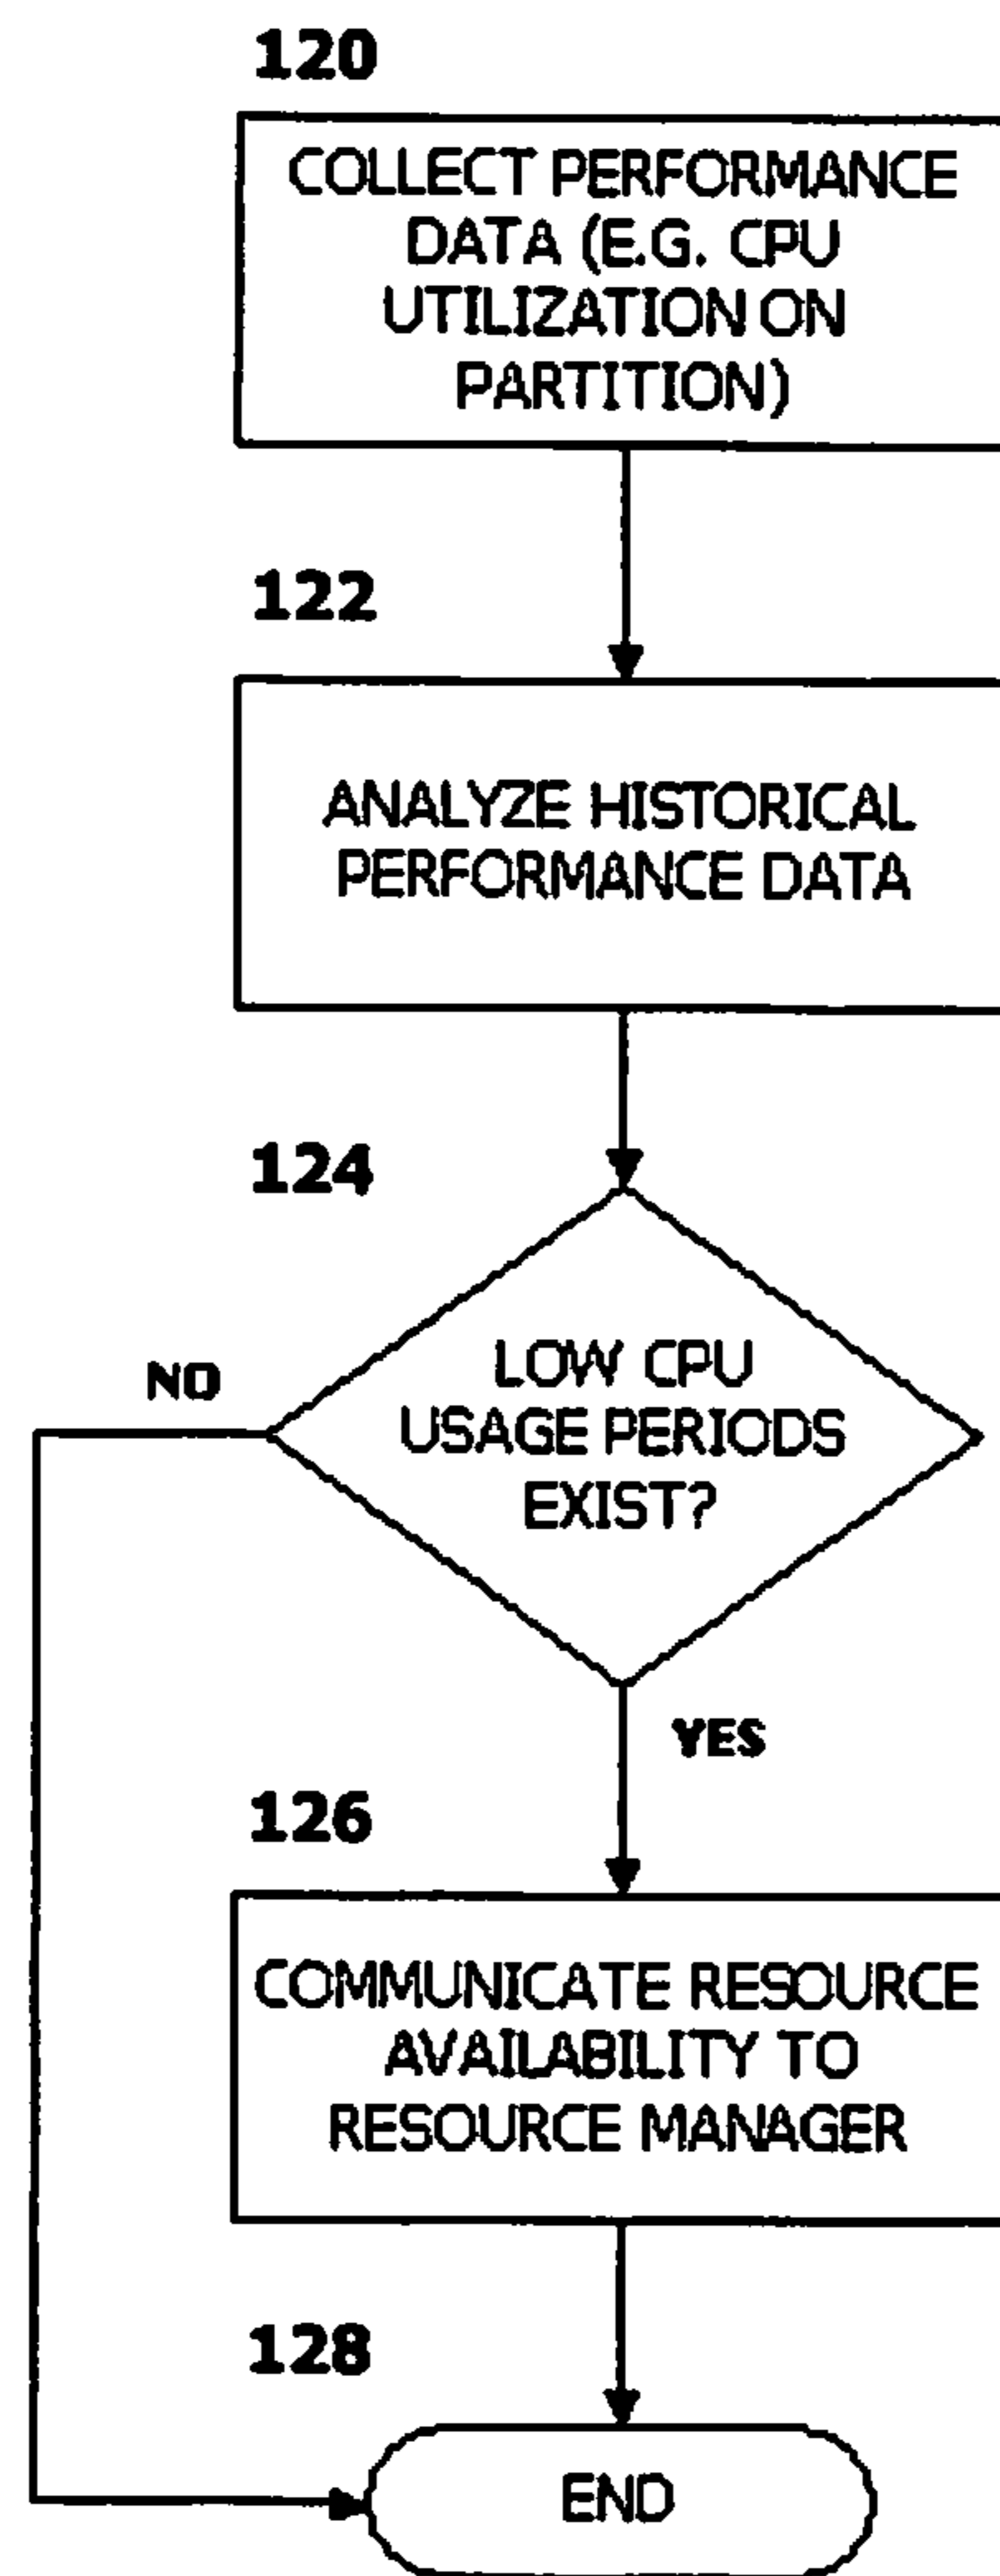 120
COLLECT PERFORMANCE
DATA (E.G. CPU
UTILIZATION ON
PARTITION)
122
ANALYZE HISTORICAL
PERFORMANCE DATA
124
LOW CPU
USAGE PERIODS
EXIST?
NO
YES
126
COMMUNICATE RESOURCE
AVAILABILITY TO
RESOURCE MANAGER
128
END